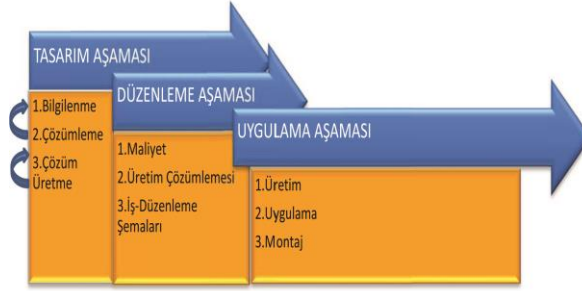 TASARIM AŞAMASI
1.Bilgilenme
2.Çözümleme
3.Çözüm
Üretme
DÜZENLEME AŞAMASI
1.Maliyet
2.Üretim Çözümlemesi
3.İş-Düzenleme
Şemaları
UYGULAMA AŞAMASI
1.Üretim
2.Uygulama
3.Montaj